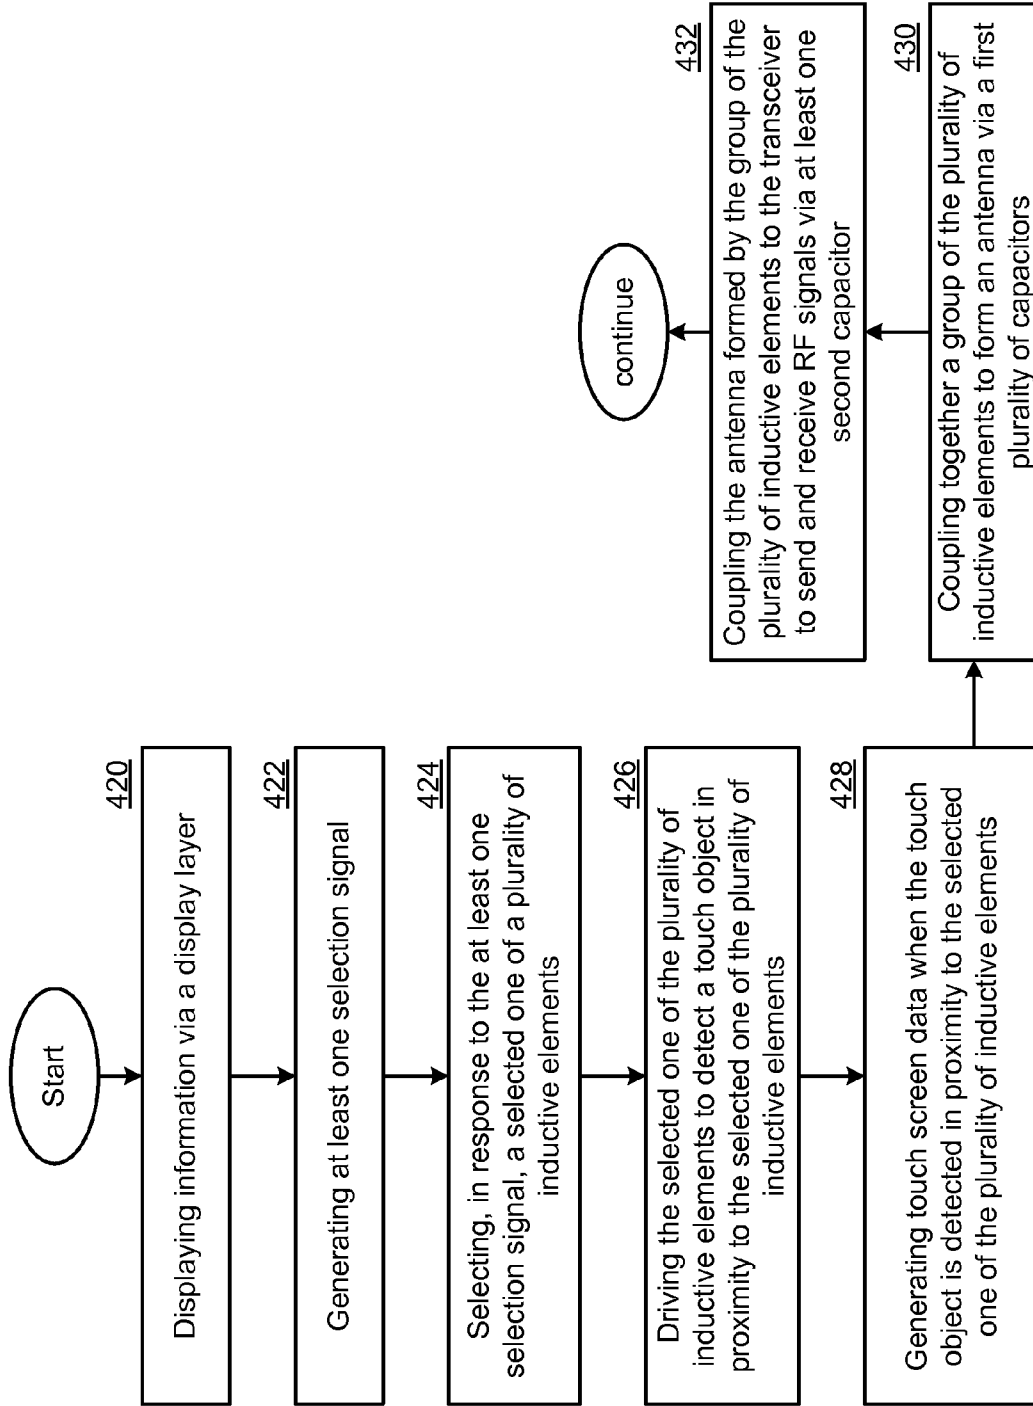 Start
420
Displaying information via a display layer
422
Generating at least one selection signal
424
Selecting, in response to the at least one
selection signal, a selected one of a plurality of
inductive elements
426
Driving the selected one of the plurality of
inductive elements to detect a touch object in
proximity to the selected one of the plurality of
inductive elements
428
Generating touch screen data when the touch
object is detected in proximity to the selected
one of the plurality of inductive elements
430
Coupling together a group of the plurality of
inductive elements to form an antenna via a first
plurality of capacitors
432
Coupling the antenna formed by the group of the
plurality of inductive elements to the transceiver
to send and receive RF signals via at least one
second capacitor
continue